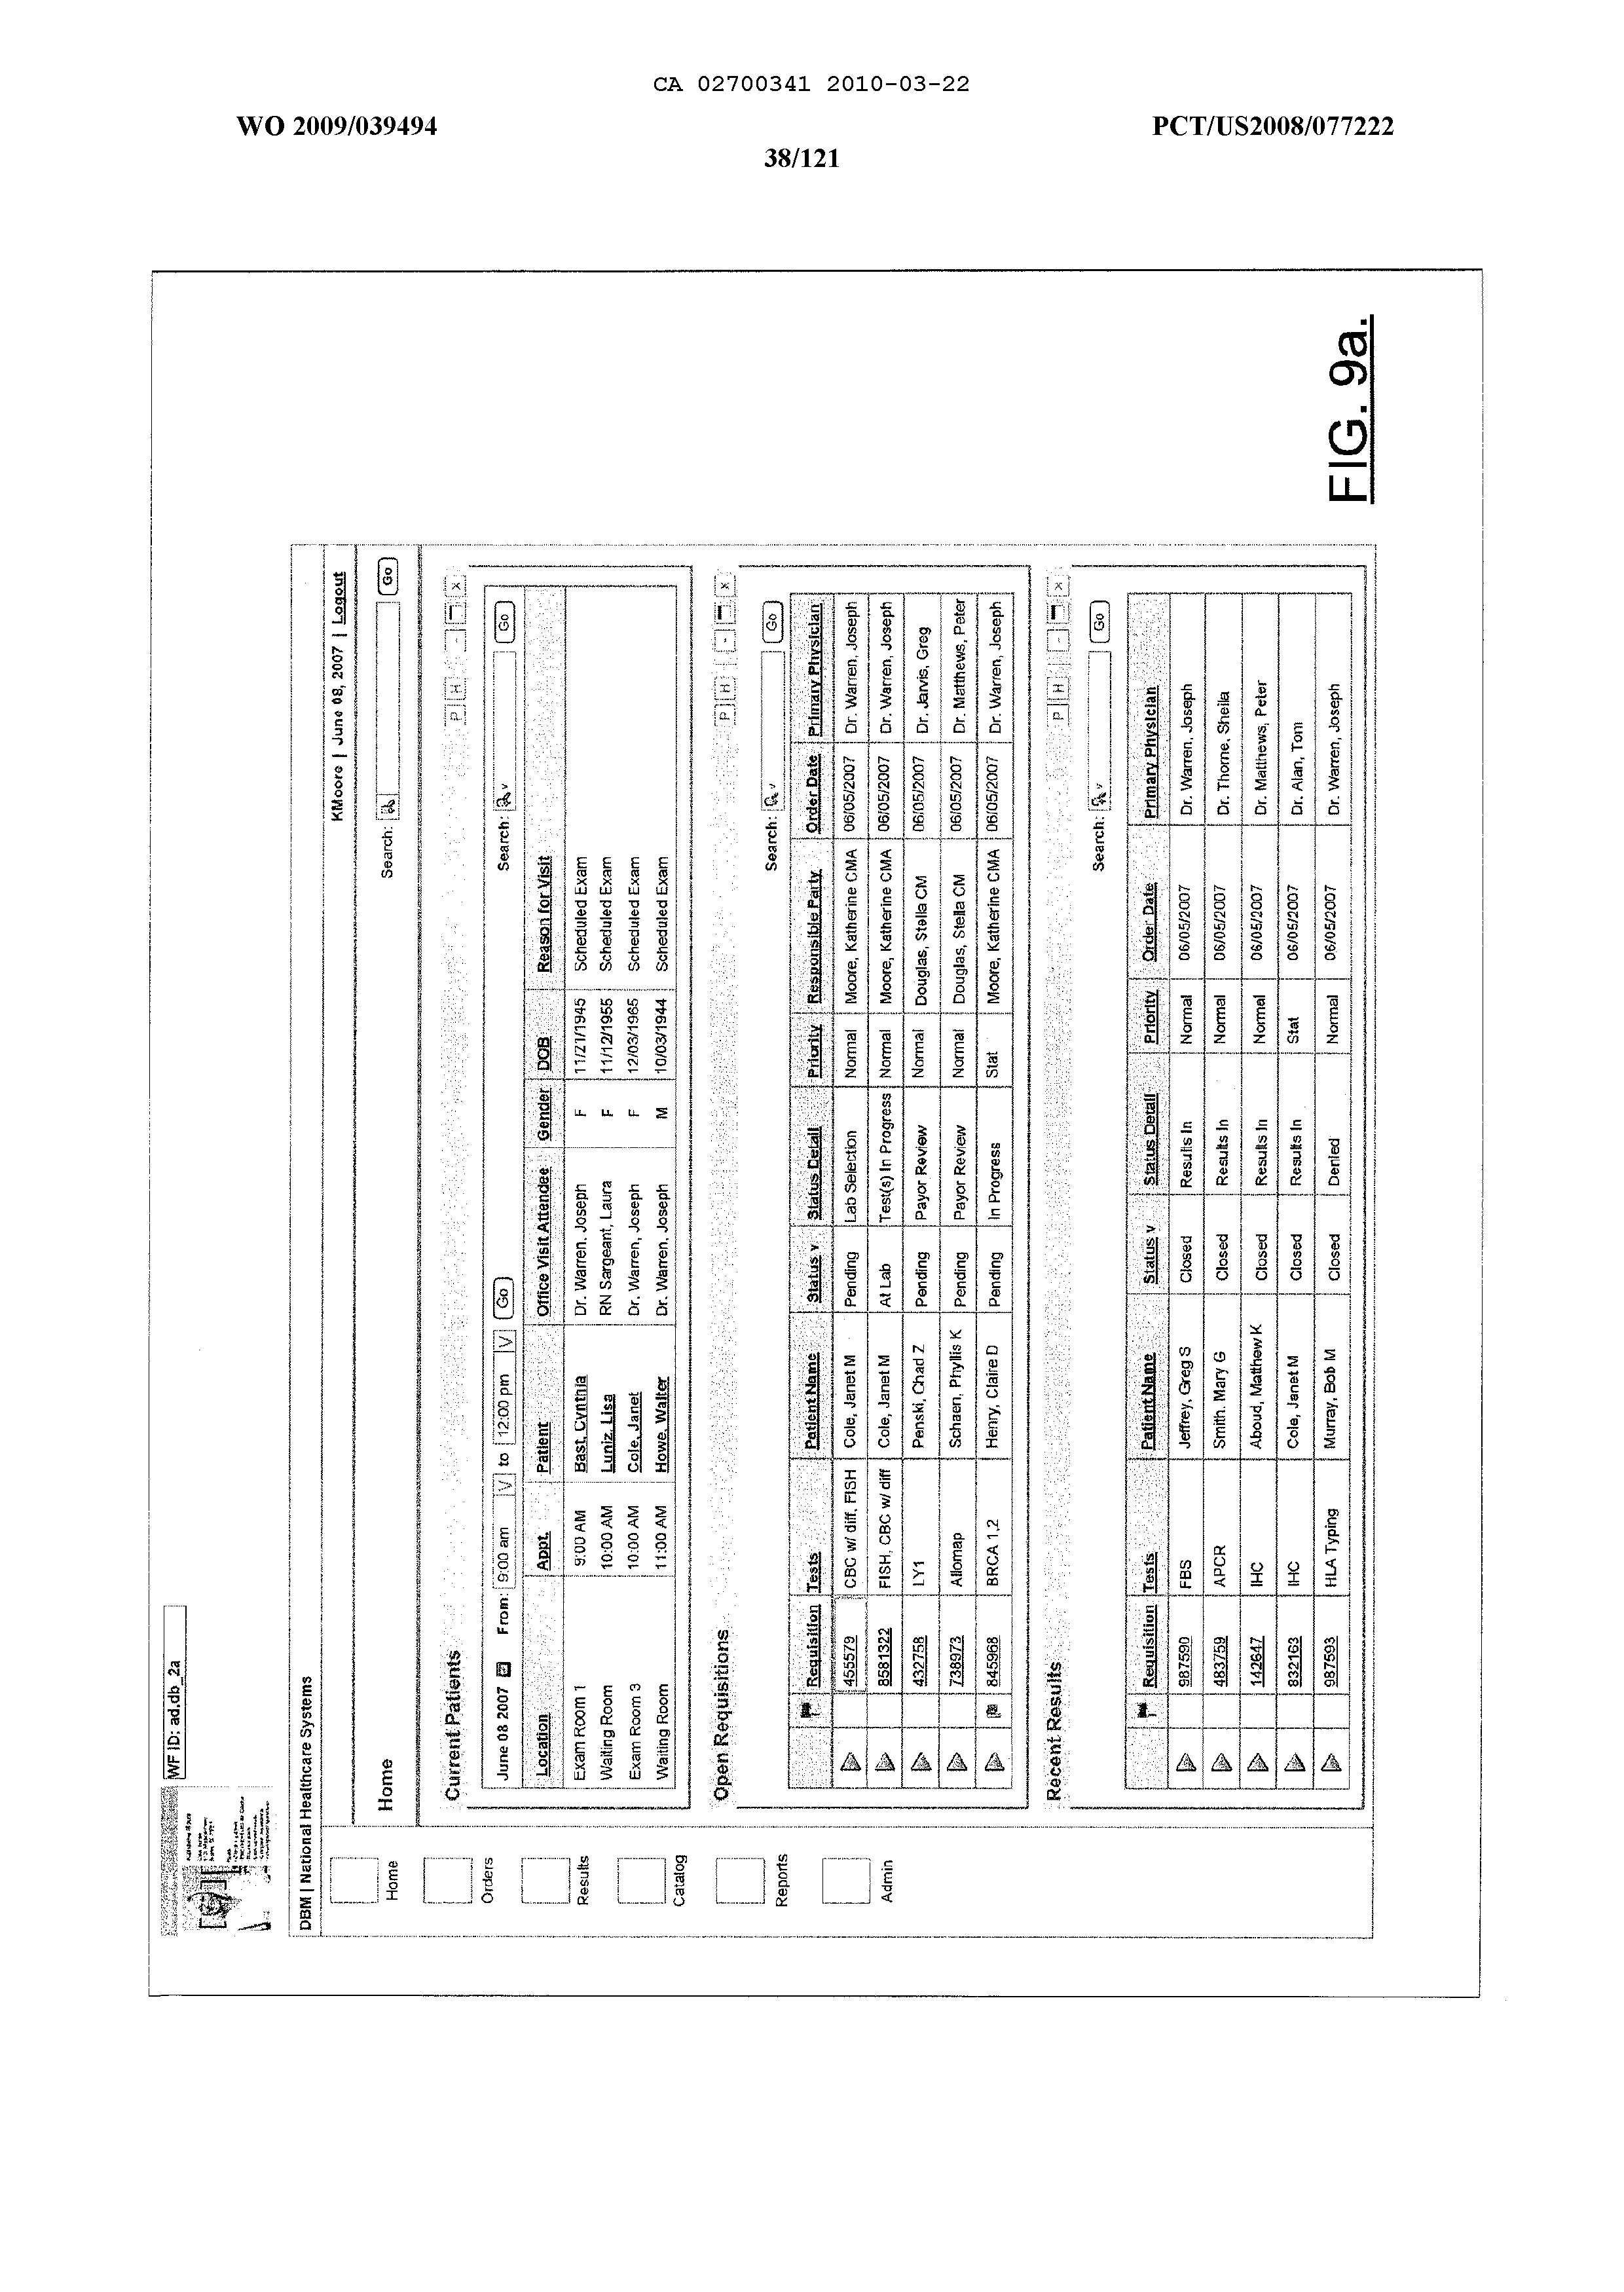 CA 02700341 2010-03-22
WO 2009/039494
PCT/US2008/077222
38/121
WF ID: ad.db_2a
DBM | National Healthcare Systems
KMoore | June 08, 2007 | Logout
Home
Search: Go
Home
Orders
Results
Catalog
Reports
Admin
Current Patients P H - x
June 08 2007 From: 9:00 am V to 12:00 pm V Go Search: v Go
Location Appt. Patient Office Visit Attendee Gender DOB Reason for Visit
Exam Room 1 9:00 AM Bast, Cynthia Dr. Warren, Joseph F 11/21/1945 Scheduled Exam
Waiting Room 10:00 AM Luniz, Lisa RN Sargeant, Laura F 11/12/1955 Scheduled Exam
Exam Room 3 10:00 AM Cole, Janet Dr. Warren, Joseph F 12/03/1965 Scheduled Exam
Waiting Room 11:00 AM Howe, Walter Dr. Warren, Joseph M 10/03/1944 Scheduled Exam
Open Requisitions P H - x
Search: v Go
Requisition Tests Patient Name Status v Status Detail Priority Responsible Party Order Date Primary Physician
455579 CBC w/ diff, FISH Cole, Janet M Pending Lab Selection Normal Moore, Katherine CMA 06/05/2007 Dr. Warren, Joseph
8581322 FISH, CBC w/ diff Cole, Janet M At Lab Test(s) In Progress Normal Moore, Katherine CMA 06/05/2007 Dr. Warren, Joseph
432758 LY1 Penski, Chad Z Pending Payor Review Normal Douglas, Stella CM 06/05/2007 Dr. Jarvis, Greg
738973 Allomap Schaen, Phyllis K Pending Payor Review Normal Douglas, Stella CM 06/05/2007 Dr. Matthews, Peter
845968 BRCA 1,2 Henry, Claire D Pending In Progress Stat Moore, Katherine CMA 06/05/2007 Dr. Warren, Joseph
Recent Results P H - x
Search: v Go
Requisition Tests Patient Name Status v Status Detail Priority Order Date Primary Physician
987590 FBS Jeffrey, Greg S Closed Results In Normal 06/05/2007 Dr. Warren, Joseph
483759 APCR Smith, Mary G Closed Results In Normal 06/05/2007 Dr. Thorne, Sheila
142647 IHC Aboud, Matthew K Closed Results In Normal 06/05/2007 Dr. Matthews, Peter
832163 IHC Cole, Janet M Closed Results In Stat 06/05/2007 Dr. Alan, Tom
987593 HLA Typing Murray, Bob M Closed Denied Normal 06/05/2007 Dr. Warren, Joseph
FIG. 9a.